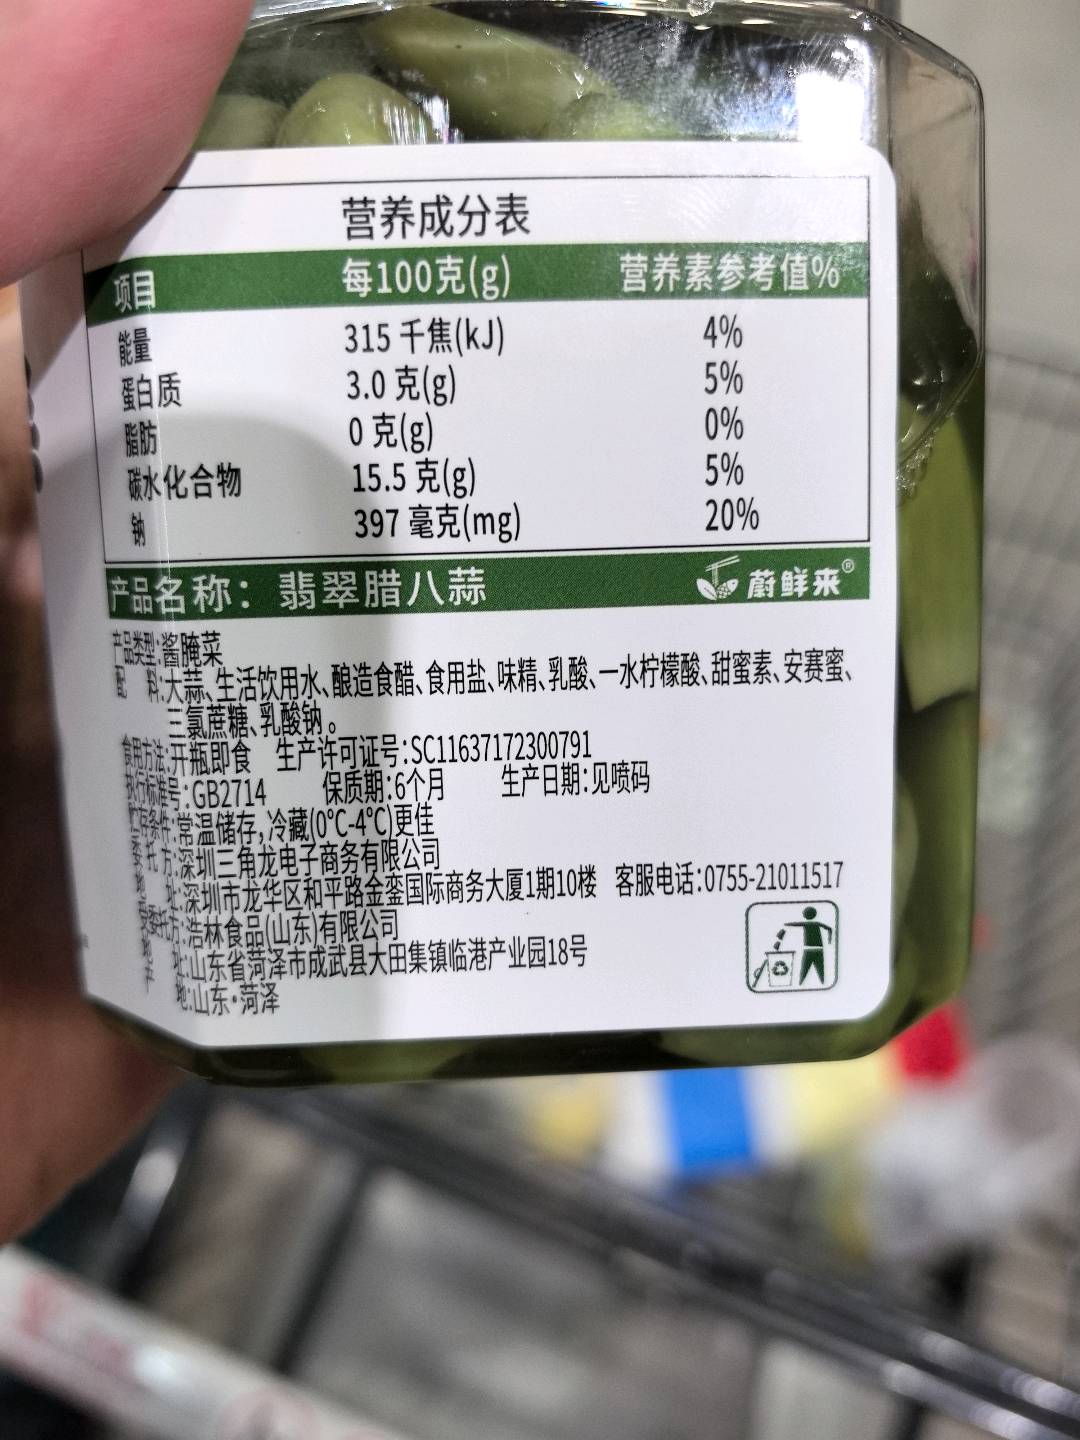 营养成分表
项目 每100克(g) 营养素参考值%
能量 315 千焦(kJ) 4%
蛋白质 3.0 克(g) 5%
脂肪 0 克(g) 0%
碳水化合物 15.5 克(g) 5%
钠 397 毫克(mg) 20%
产品名称：翡翠腊八蒜 蔚鲜来®
产品类型:酱腌菜
配 料:大蒜、生活饮用水、酿造食醋、食用盐、味精、乳酸、一水柠檬酸、甜蜜素、安赛蜜、
三氯蔗糖、乳酸钠。
食用方法:开瓶即食 生产许可证号:SC11637172300791
执行标准号:GB2714 保质期:6个月 生产日期:见喷码
贮存条件:常温储存,冷藏(0°C-4°C)更佳
委托方:深圳三角龙电子商务有限公司
地 址:深圳市龙华区和平路金銮国际商务大厦1期10楼 客服电话:0755-21011517
受委托方:浩林食品(山东)有限公司
地 址:山东省菏泽市成武县大田集镇临港产业园18号
产 地:山东·菏泽